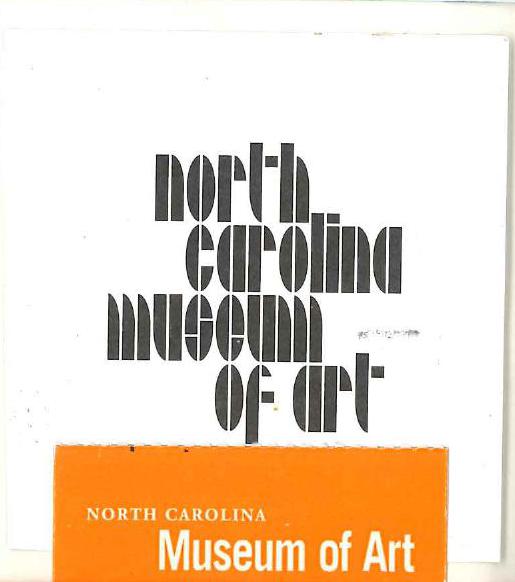 north
carolina
museum
of art
NORTH CAROLINA
Museum of Art